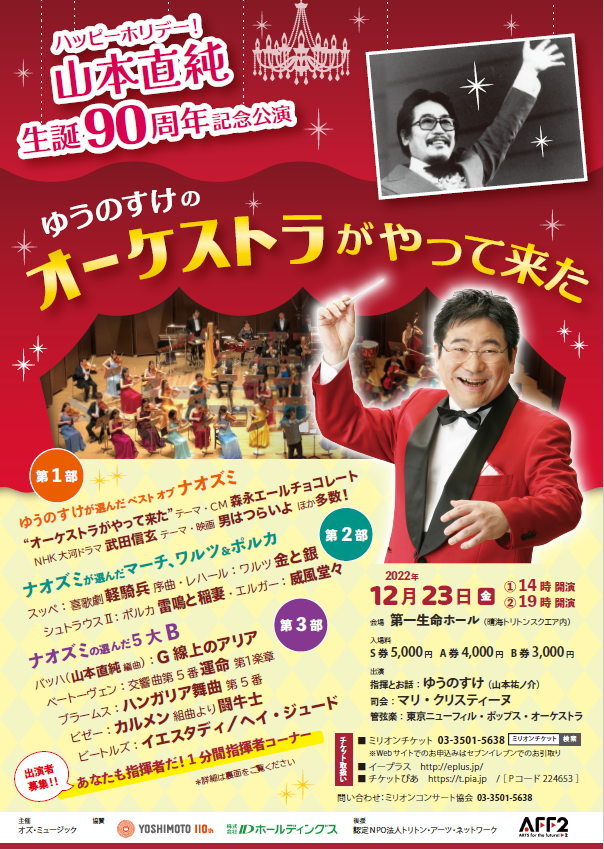 ハッピーホリデー!
山本直純
生誕90周年記念公演
ゆうのすけの
オーケストラがやって来た
第1部
ゆうのすけが選んだ ベスト オブ ナオズミ
“オーケストラがやって来た”テーマ・CM 森永エールチョコレート
NHK大河ドラマ 武田信玄 テーマ・映画 男はつらいよ ほか多数!
第2部
ナオズミが選んだマーチ、ワルツ&ポルカ
スッペ:喜歌劇 軽騎兵 序曲・レハール:ワルツ 金と銀
シュトラウスⅡ:ポルカ 雷鳴と稲妻・エルガー:威風堂々
第3部
ナオズミの選んだ5大B
バッハ(山本直純 編曲):G線上のアリア
ベートーヴェン:交響曲第5番 運命 第1楽章
ブラームス:ハンガリア舞曲 第5番
ビゼー:カルメン 組曲より 闘牛士
ビートルズ:イエスタディ/ヘイ・ジュード
出演者募集!!
あなたも指揮者だ!1分間指揮者コーナー
※詳細は裏面をご覧ください
2022年
12月23日 金 ①14時 開演
②19時 開演
会場 第一生命ホール(晴海トリトンスクエア内)
入場料
S券 5,000円 A券 4,000円 B券 3,000円
出演
指揮とお話:ゆうのすけ(山本祐ノ介)
司会:マリ・クリスティーヌ
管弦楽:東京ニューフィル・ポップス・オーケストラ
チケット取扱い
■ ミリオンチケット 03-3501-5638 ミリオンチケット 検索
※Webサイトでのお申込みはセブンイレブンでのお引取り
■ イープラス http://eplus.jp/
■ チケットぴあ https://t.pia.jp / [Pコード 224653]
問い合わせ:ミリオンコンサート協会 03-3501-5638
主催
オズ・ミュージック
協賛
YOSHIMOTO 110th
株式会社 IDホールディングス
後援
認定NPO法人トリトン・アーツ・ネットワーク
AFF2
ARTS for the future! 2